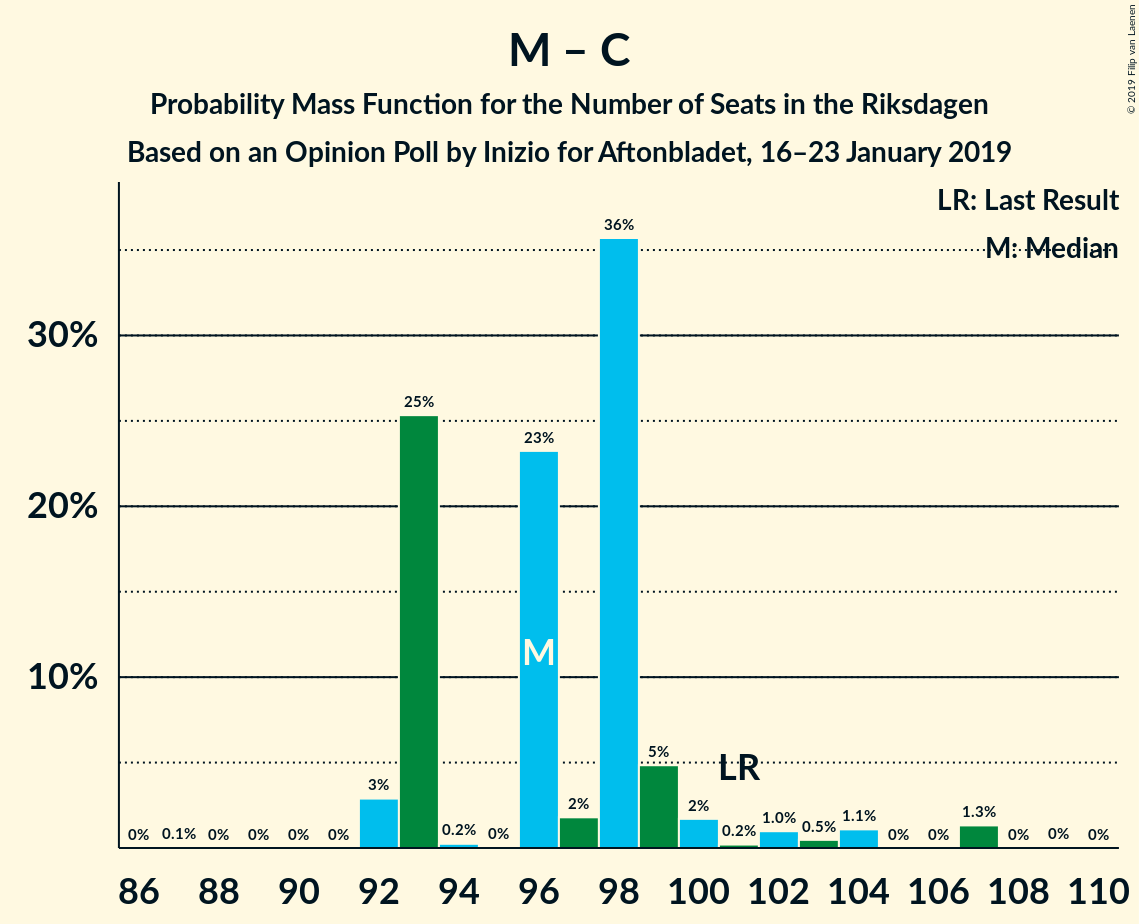 M – C
Probability Mass Function for the Number of Seats in the Riksdagen
Based on an Opinion Poll by Inizio for Aftonbladet, 16–23 January 2019
© 2019 Filip van Laenen
LR: Last Result
M: Median
30%
20%
10%
0% 0.1% 0% 0% 0% 0% 3% 25% 0.2% 0% 23% 2% 36% 5% 2% 0.2% 1.0% 0.5% 1.1% 0% 0% 1.3% 0% 0% 0%
M
LR
86 88 90 92 94 96 98 100 102 104 106 108 110